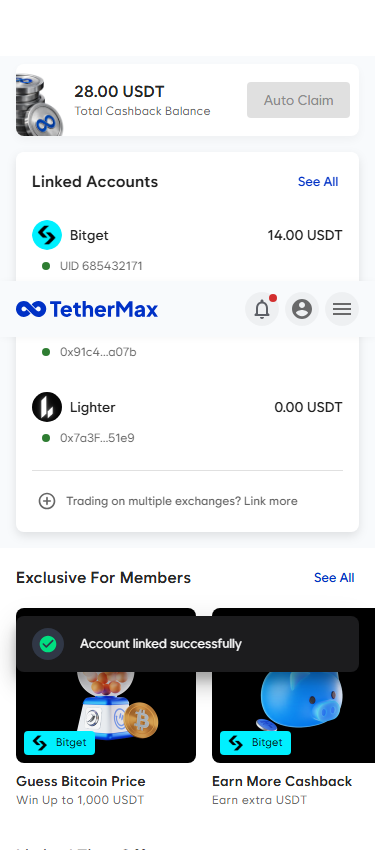 28.00 USDT
Total Cashback Balance
Auto Claim
Linked Accounts
See All
Bitget
14.00 USDT
UID 685432171
TetherMax
0x91c4...a07b
Lighter
0.00 USDT
0x7a3F...51e9
Trading on multiple exchanges? Link more
Exclusive For Members
See All
Account linked successfully
Bitget
Bitget
Guess Bitcoin Price
Win Up to 1,000 USDT
Earn More Cashback
Earn extra USDT